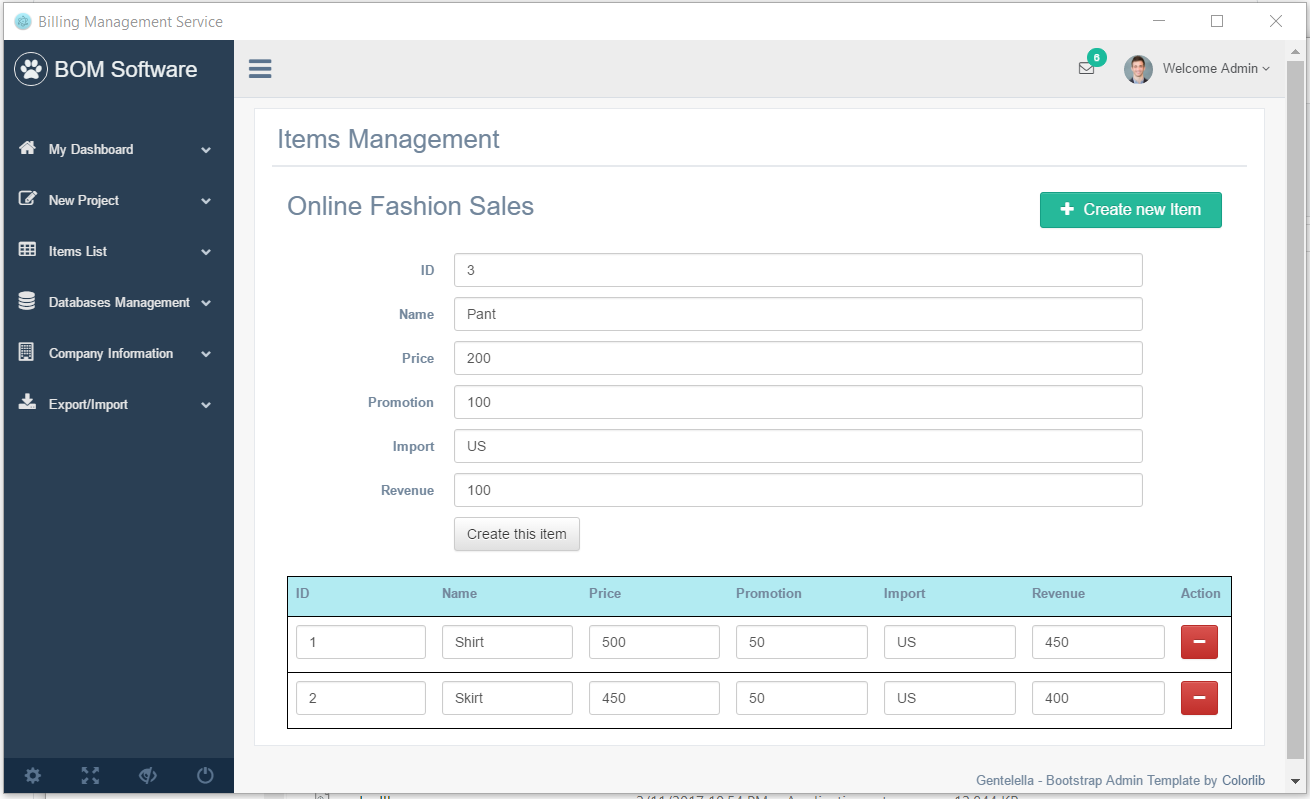 Billing Management Service
BOM Software
6
Welcome Admin
My Dashboard
New Project
Items List
Databases Management
Company Information
Export/Import
Items Management
Online Fashion Sales
Create new Item
ID 3
Name Pant
Price 200
Promotion 100
Import US
Revenue 100
Create this item
ID Name Price Promotion Import Revenue Action
1 Shirt 500 50 US 450
2 Skirt 450 50 US 400
Gentelella - Bootstrap Admin Template by Colorlib